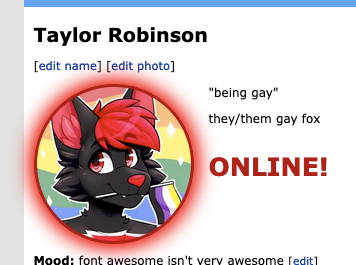 Taylor Robinson
[edit name] [edit photo]
"being gay"
they/them gay fox
ONLINE!
Mood: font awesome isn't very awesome [edit]